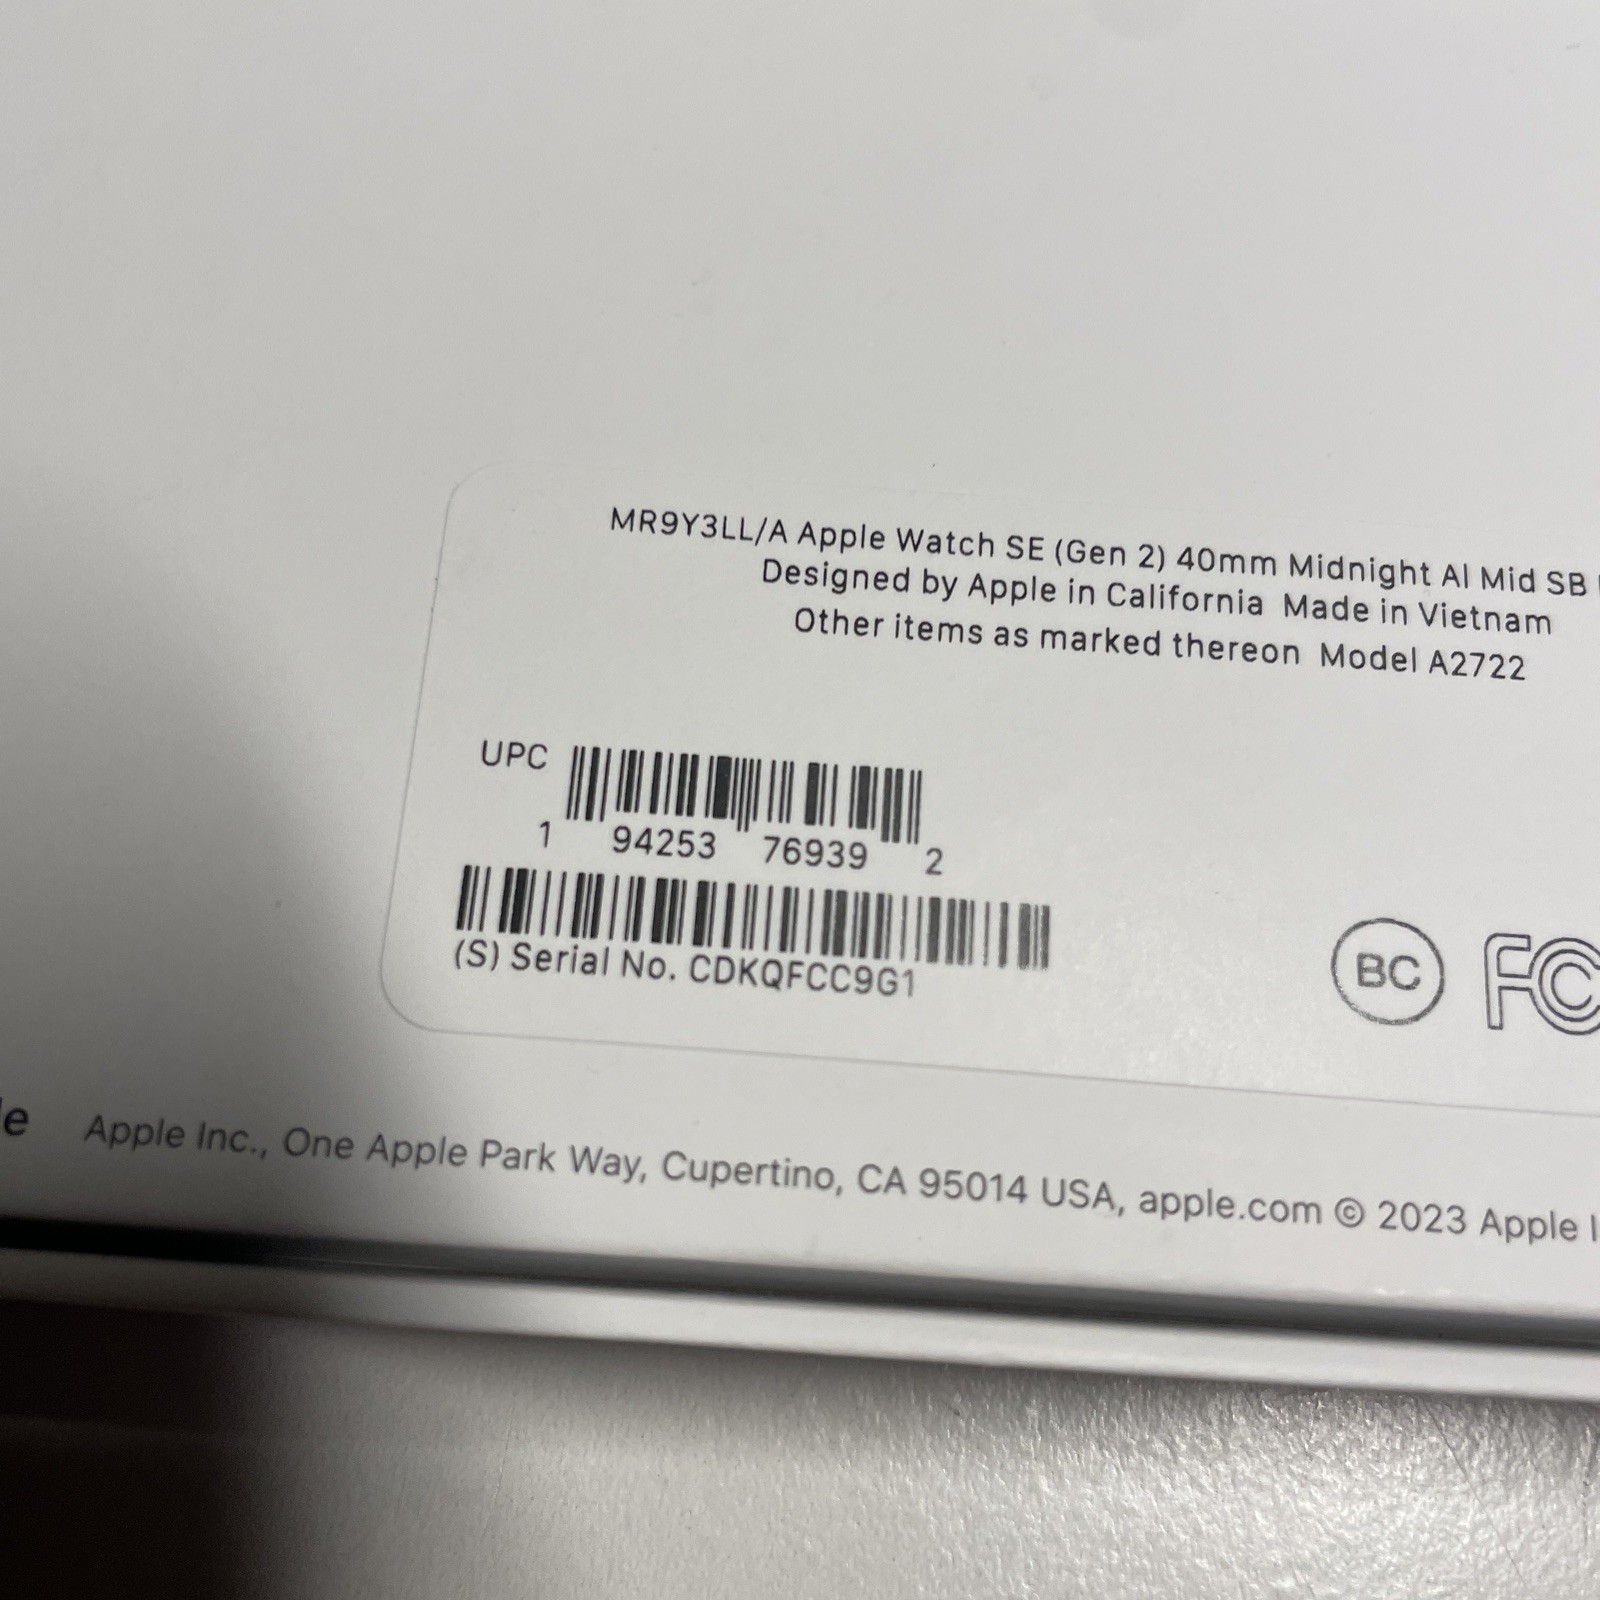 MR9Y3LL/A Apple Watch SE (Gen 2) 40mm Midnight Al Mid SB
Designed by Apple in California Made in Vietnam
Other items as marked thereon Model A2722
UPC
1 94253 76939 2
(S) Serial No. CDKQFCC9G1
BC FC
Apple Inc., One Apple Park Way, Cupertino, CA 95014 USA, apple.com © 2023 Apple